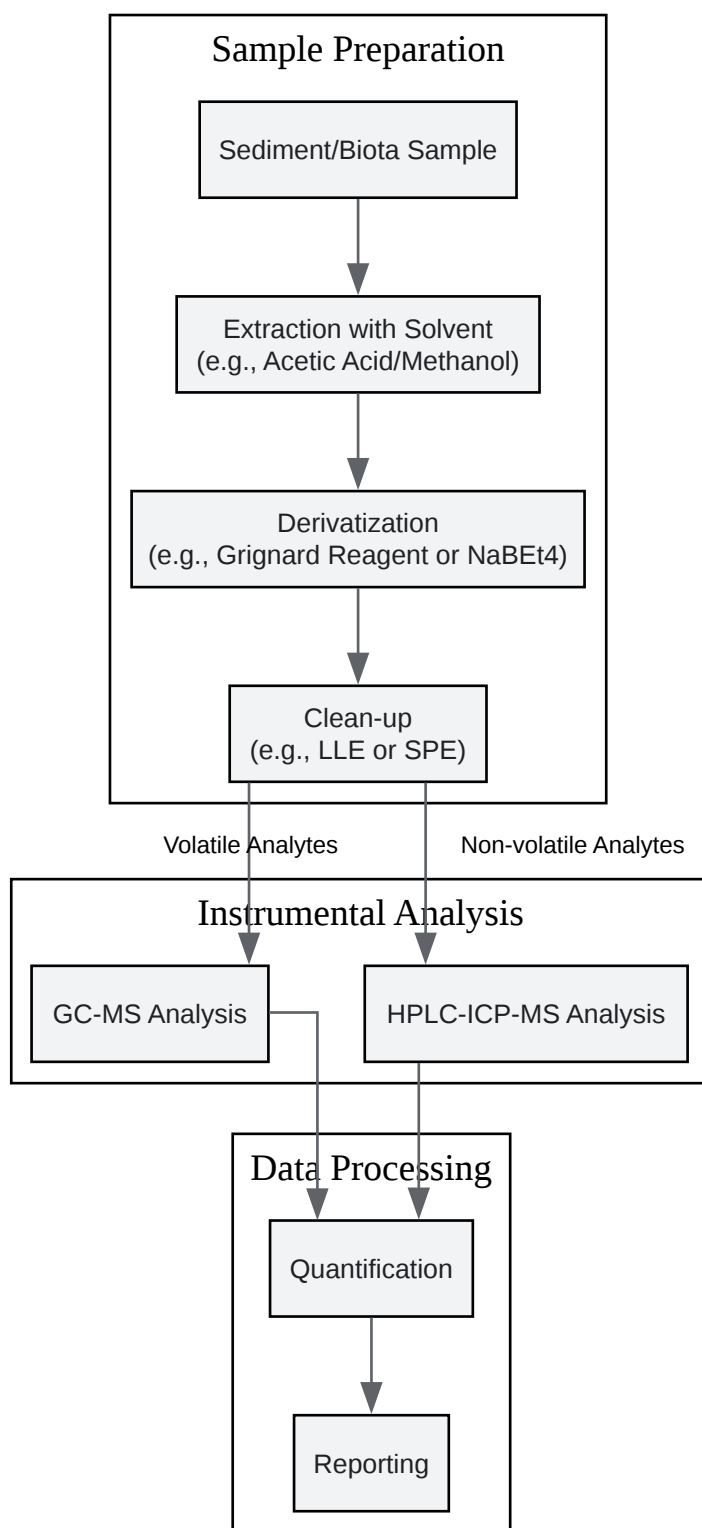 Sample Preparation
Sediment/Biota Sample
Extraction with Solvent
(e.g., Acetic Acid/Methanol)
Derivatization
(e.g., Grignard Reagent or NaBEt4)
Clean-up
(e.g., LLE or SPE)
Volatile Analytes
Non-volatile Analytes
Instrumental Analysis
GC-MS Analysis
HPLC-ICP-MS Analysis
Data Processing
Quantification
Reporting